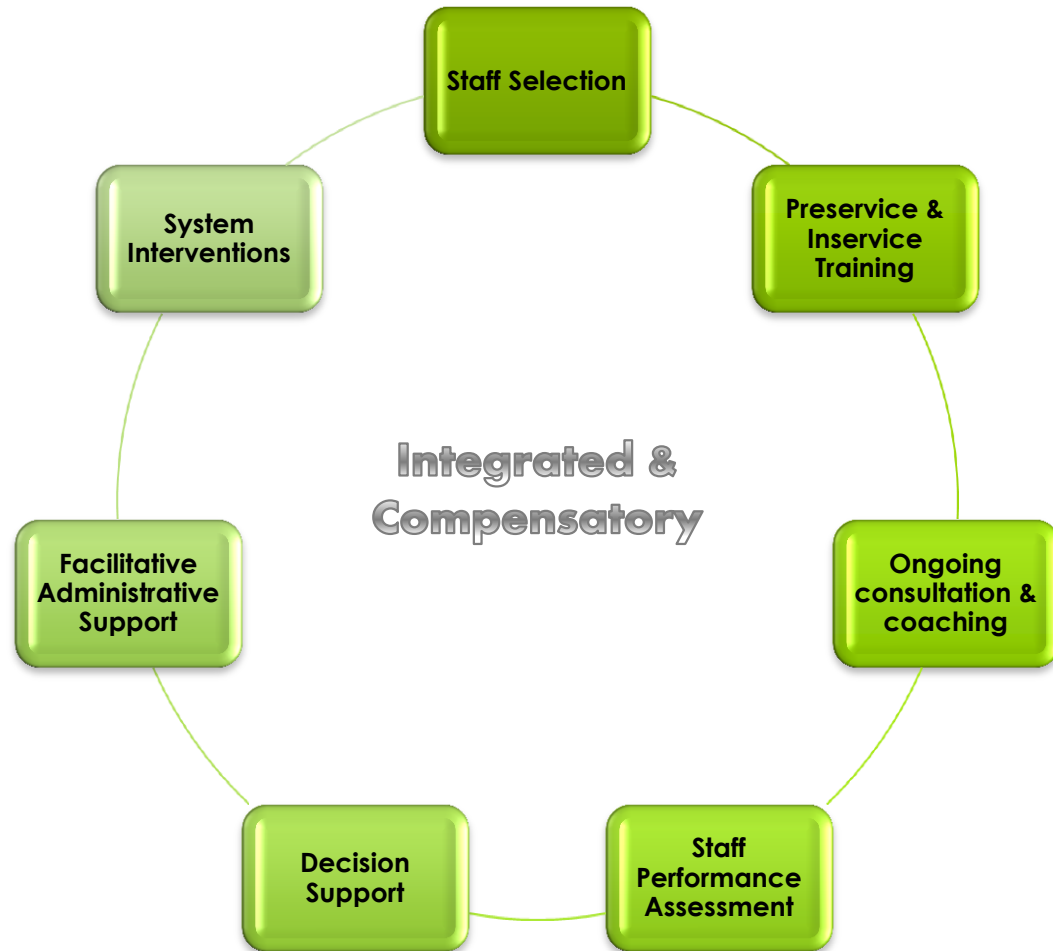 Staff Selection
Preservice &
Inservice
Training
Ongoing
consultation &
coaching
Staff
Performance
Assessment
Decision
Support
Facilitative
Administrative
Support
System
Interventions
Integrated &
Compensatory